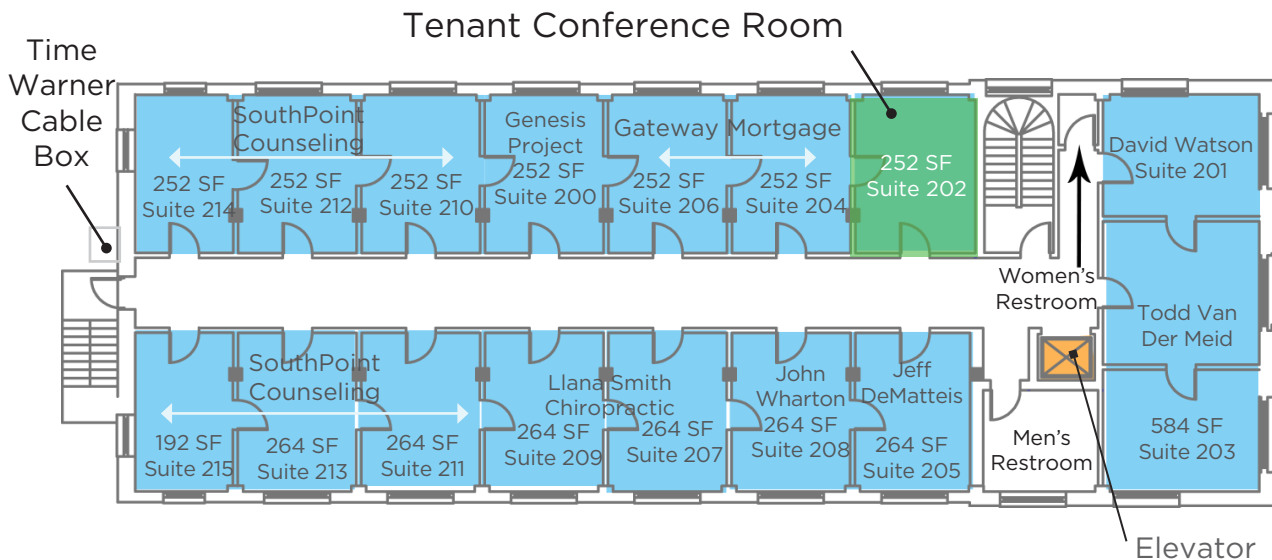 Tenant Conference Room
Time
Warner
Cable
Box
SouthPoint
Counseling
252 SF
Suite 214
252 SF
Suite 212
252 SF
Suite 210
Genesis
Project
252 SF
Suite 200
Gateway Mortgage
252 SF
Suite 206
252 SF
Suite 204
252 SF
Suite 202
David Watson
Suite 201
Women's
Restroom
Todd Van
Der Meid
584 SF
Suite 203
SouthPoint
Counseling
192 SF
Suite 215
264 SF
Suite 213
264 SF
Suite 211
Llana Smith
Chiropractic
264 SF
Suite 209
264 SF
Suite 207
John
Wharton
264 SF
Suite 208
Jeff
DeMatteis
264 SF
Suite 205
Men's
Restroom
Elevator